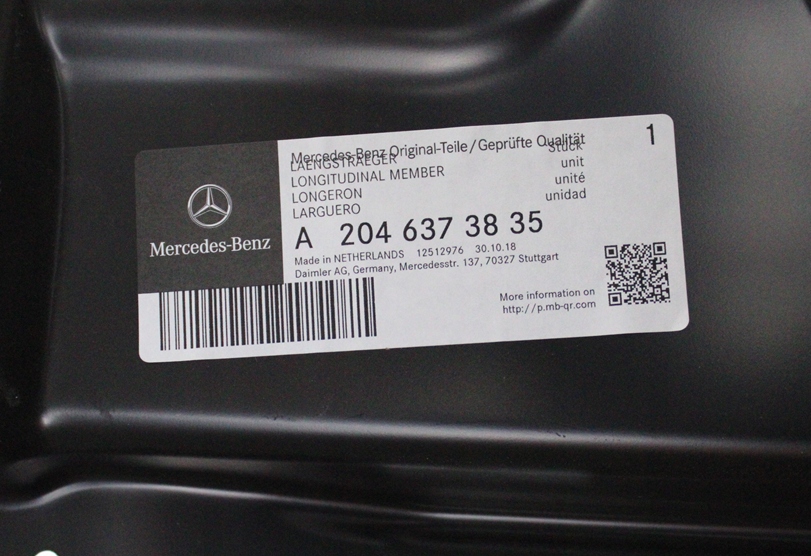 Mercedes-Benz Original-Teile/Geprüfte Qualität 1
LAENGSTRAEGER Stück
LONGITUDINAL MEMBER unit
LONGERON unité
LARGUERO unidad
Mercedes-Benz
A 204 637 38 35
Made in NETHERLANDS 12512976 30.10.18
Daimler AG, Germany, Mercedesstr. 137, 70327 Stuttgart
More information on
http://p.mb-qr.com